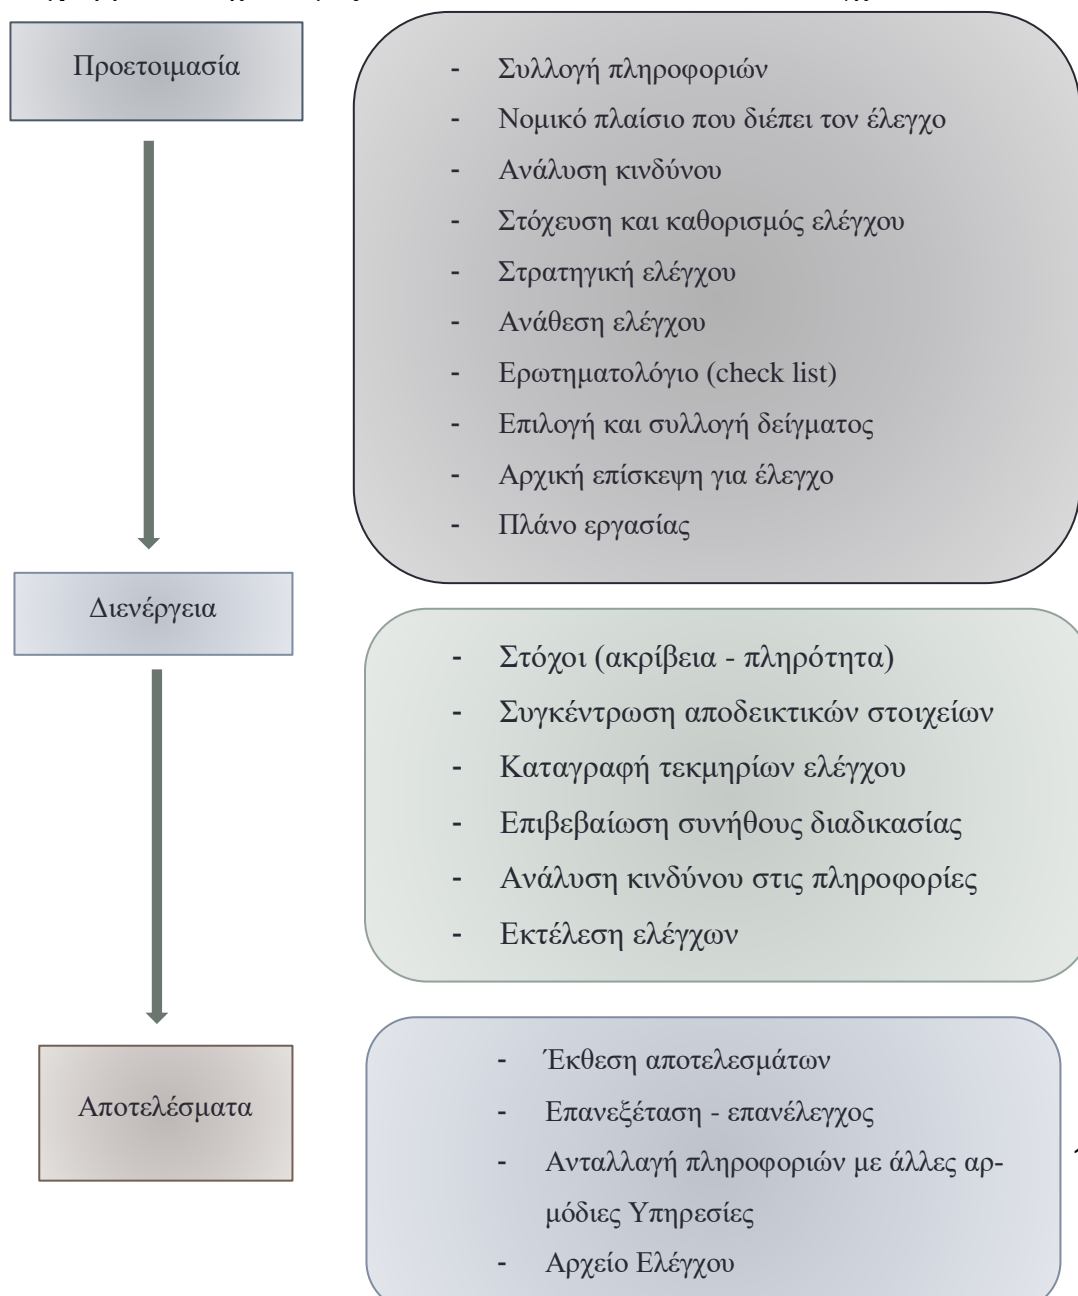 Προετοιμασία
- Συλλογή πληροφοριών
- Νομικό πλαίσιο που διέπει τον έλεγχο
- Ανάλυση κινδύνου
- Στόχευση και καθορισμός ελέγχου
- Στρατηγική ελέγχου
- Ανάθεση ελέγχου
- Ερωτηματολόγιο (check list)
- Επιλογή και συλλογή δείγματος
- Αρχική επίσκεψη για έλεγχο
- Πλάνο εργασίας
Διενέργεια
- Στόχοι (ακρίβεια - πληρότητα)
- Συγκέντρωση αποδεικτικών στοιχείων
- Καταγραφή τεκμηρίων ελέγχου
- Επιβεβαίωση συνήθους διαδικασίας
- Ανάλυση κινδύνου στις πληροφορίες
- Εκτέλεση ελέγχων
Αποτελέσματα
- Έκθεση αποτελεσμάτων
- Επανεξέταση - επανέλεγχος
- Ανταλλαγή πληροφοριών με άλλες αρ-
μόδιες Υπηρεσίες
- Αρχείο Ελέγχου